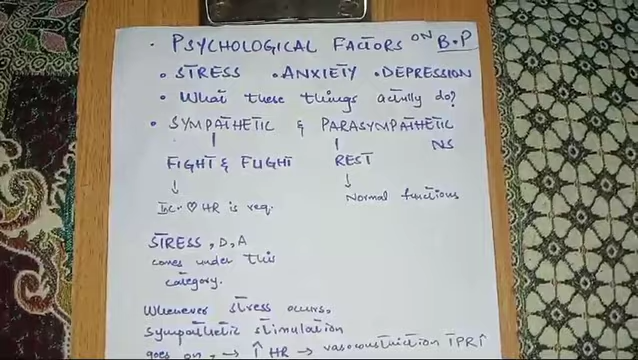 • PSYCHOLOGICAL FACTORS ON B.P
• STRESS • ANXIETY • DEPRESSION
• What these things actully do?
• SYMPATHETIC & PARASYMPATHETIC NS
FIGHT & FLIGHT REST
↓ ↓
Inc. ♡ HR is req. Normal functions
STRESS, D, A
comes under this
category.
Whenever stress occurs.
Sympathetic stimulation
goes on, → ↑ HR → vasoconstriction TPR↑